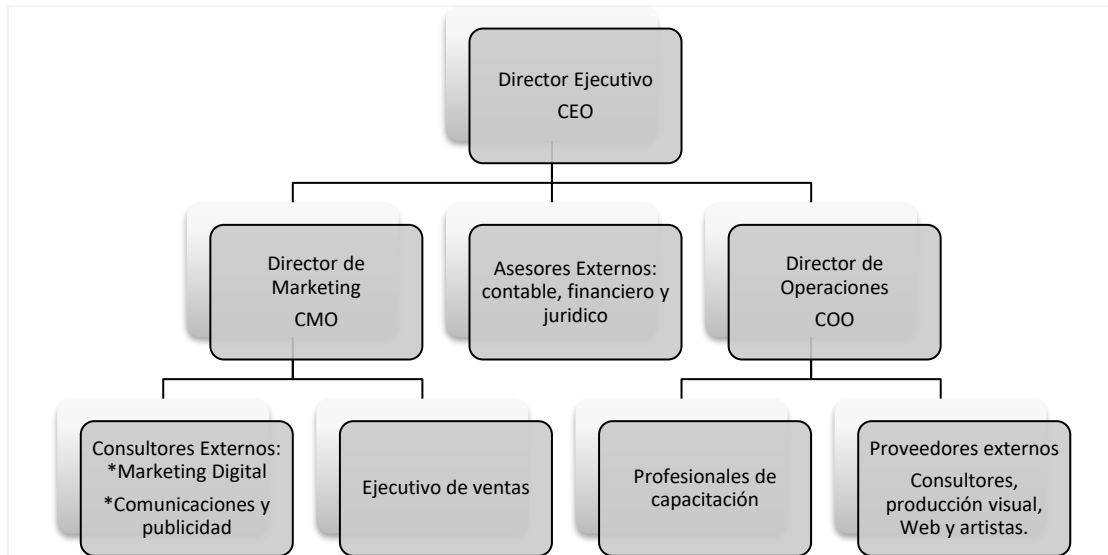 Director Ejecutivo
CEO
Director de
Marketing
CMO
Asesores Externos:
contable, financiero y
juridico
Director de
Operaciones
COO
Consultores Externos:
*Marketing Digital
*Comunicaciones y
publicidad
Ejecutivo de ventas
Profesionales de
capacitación
Proveedores externos
Consultores,
producción visual,
Web y artistas.